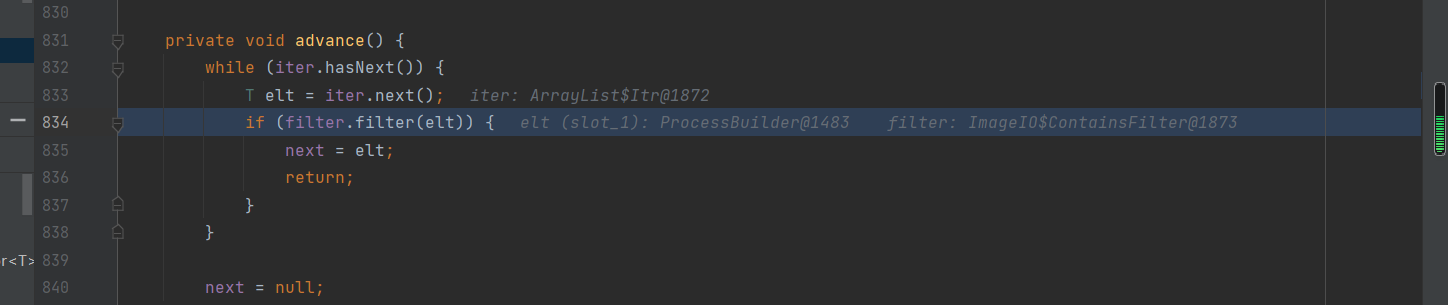 830
831 private void advance() {
832 while (iter.hasNext()) {
833 T elt = iter.next(); iter: ArrayList$Itr@1872
834 if (filter.filter(elt)) { elt (slot_1): ProcessBuilder@1483 filter: ImageIO$ContainsFilter@1873
835 next = elt;
836 return;
837 }
838 }
r<T> 839
840 next = null;